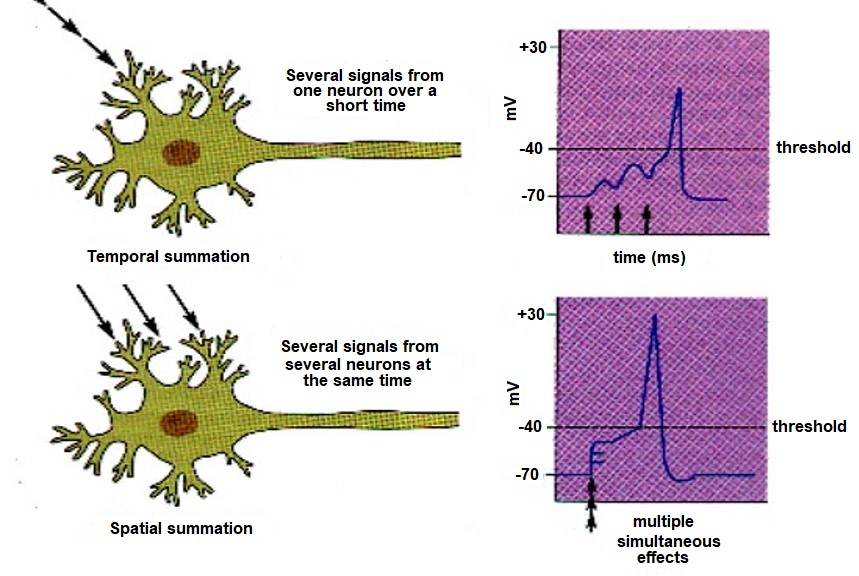 Several signals from
one neuron over a
short time
Temporal summation
+30
mV
-40
threshold
-70
time (ms)
Several signals from
several neurons at
the same time
Spatial summation
+30
mV
-40
threshold
-70
multiple
simultaneous
effects